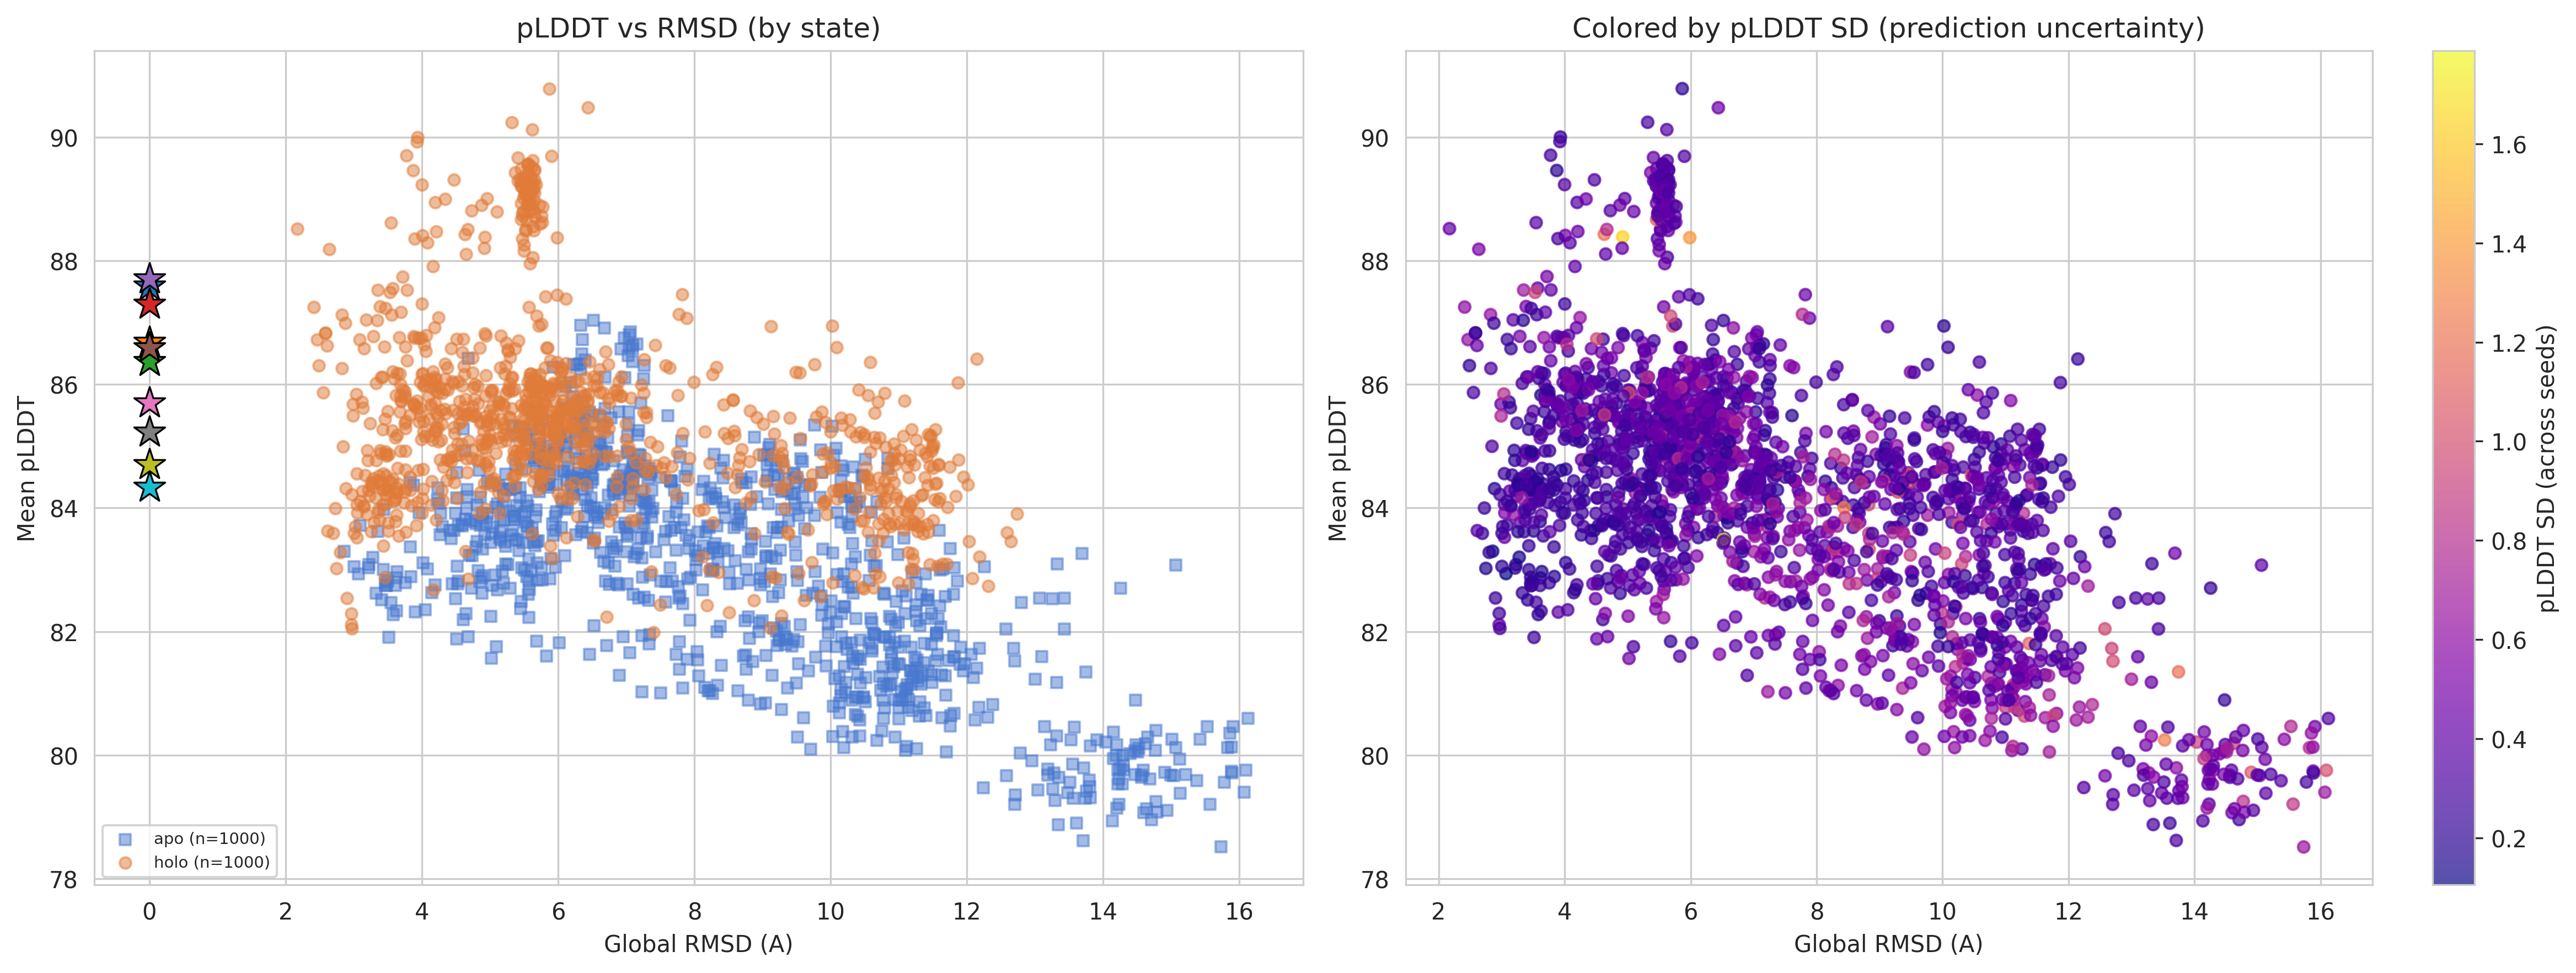 pLDDT vs RMSD (by state)
Mean pLDDT
90
88
86
84
82
80
78
apo (n=1000)
holo (n=1000)
0 2 4 6 8 10 12 14 16
Global RMSD (A)
Colored by pLDDT SD (prediction uncertainty)
Mean pLDDT
90
88
86
84
82
80
78
2 4 6 8 10 12 14 16
Global RMSD (A)
1.6
1.4
1.2
1.0
0.8
0.6
0.4
0.2
pLDDT SD (across seeds)